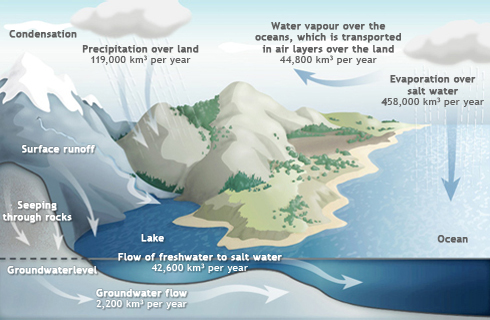 Condensation
Precipitation over land
119,000 km³ per year
Water vapour over the
oceans, which is transported
in air layers over the land
44,800 km³ per year
Evaporation over
salt water
458,000 km³ per year
Surface runoff
Seeping
through rocks
Lake
Ocean
Flow of freshwater to salt water
42,600 km³ per year
Groundwaterlevel
Groundwater flow
2,200 km³ per year